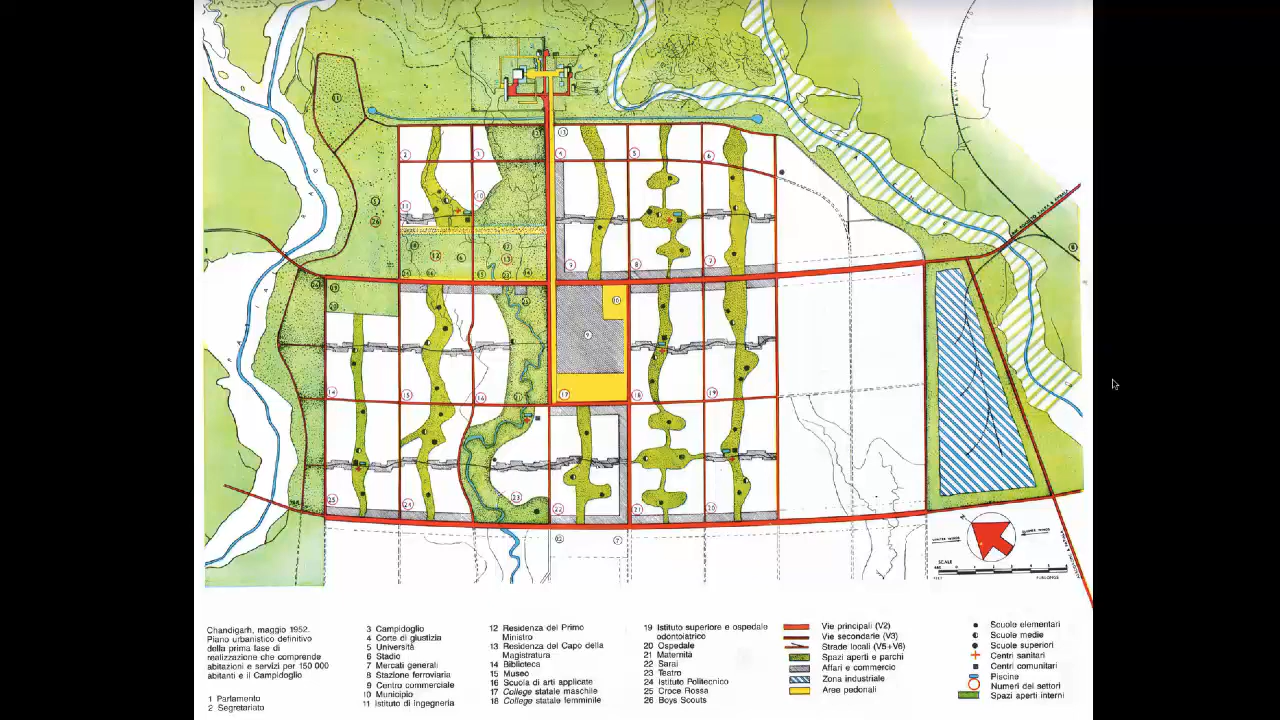 Chandigarh, maggio 1952.
Piano urbanistico definitivo
della prima fase di
realizzazione che comprende
abitazioni e servizi per 150 000
abitanti e il Campidoglio
1 Parlamento
2 Segretariato
3 Campidoglio
4 Corte di giustizia
5 Università
6 Stadio
7 Mercati generali
8 Stazione ferroviaria
9 Centro commerciale
10 Municipio
11 Istituto di ingegneria
12 Residenza del Primo
Ministro
13 Residenza del Capo della
Magistratura
14 Biblioteca
15 Museo
16 Scuola di arti applicate
17 College statale maschile
18 College statale femminile
19 Istituto superiore e ospedale
odontoiatrico
20 Ospedale
21 Maternità
22 Sarai
23 Teatro
24 Istituto Politecnico
25 Croce Rossa
26 Boys Scouts
Vie principali (V2)
Vie secondarie (V3)
Strade locali (V5+V6)
Spazi aperti e parchi
Affari e commercio
Zona industriale
Aree pedonali
Scuole elementari
Scuole medie
Scuole superiori
Centri sanitari
Centri comunitari
Piscine
Numeri dei settori
Spazi aperti interni
SCALE
FEET
FURLONGS